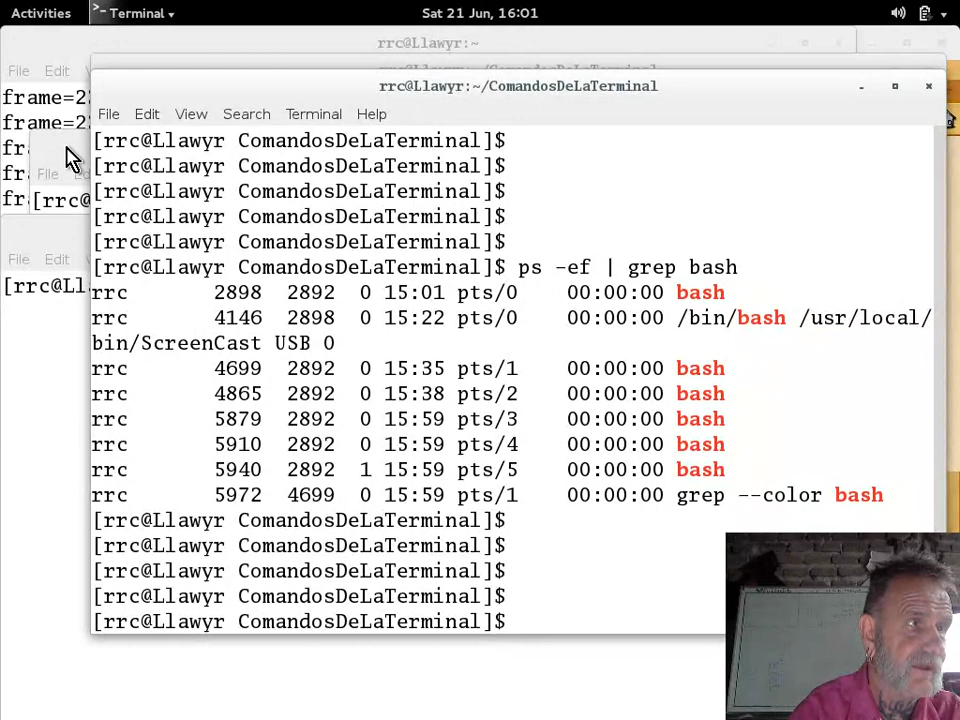 Activities Terminal Sat 21 Jun, 16:01
rrc@Llawyr:~
rrc@Llawyr:~/ComandosDeLaTerminal
File Edit View Search Terminal Help
File Edit
frame=2
frame=2
fr
fr
fr
File
[rrc@
File Edit
[rrc@Ll
[rrc@Llawyr ComandosDeLaTerminal]$
[rrc@Llawyr ComandosDeLaTerminal]$
[rrc@Llawyr ComandosDeLaTerminal]$
[rrc@Llawyr ComandosDeLaTerminal]$
[rrc@Llawyr ComandosDeLaTerminal]$
[rrc@Llawyr ComandosDeLaTerminal]$ ps -ef | grep bash
rrc 2898 2892 0 15:01 pts/0 00:00:00 bash
rrc 4146 2898 0 15:22 pts/0 00:00:00 /bin/bash /usr/local/
bin/ScreenCast USB 0
rrc 4699 2892 0 15:35 pts/1 00:00:00 bash
rrc 4865 2892 0 15:38 pts/2 00:00:00 bash
rrc 5879 2892 0 15:59 pts/3 00:00:00 bash
rrc 5910 2892 0 15:59 pts/4 00:00:00 bash
rrc 5940 2892 1 15:59 pts/5 00:00:00 bash
rrc 5972 4699 0 15:59 pts/1 00:00:00 grep --color bash
[rrc@Llawyr ComandosDeLaTerminal]$
[rrc@Llawyr ComandosDeLaTerminal]$
[rrc@Llawyr ComandosDeLaTerminal]$
[rrc@Llawyr ComandosDeLaTerminal]$
[rrc@Llawyr ComandosDeLaTerminal]$